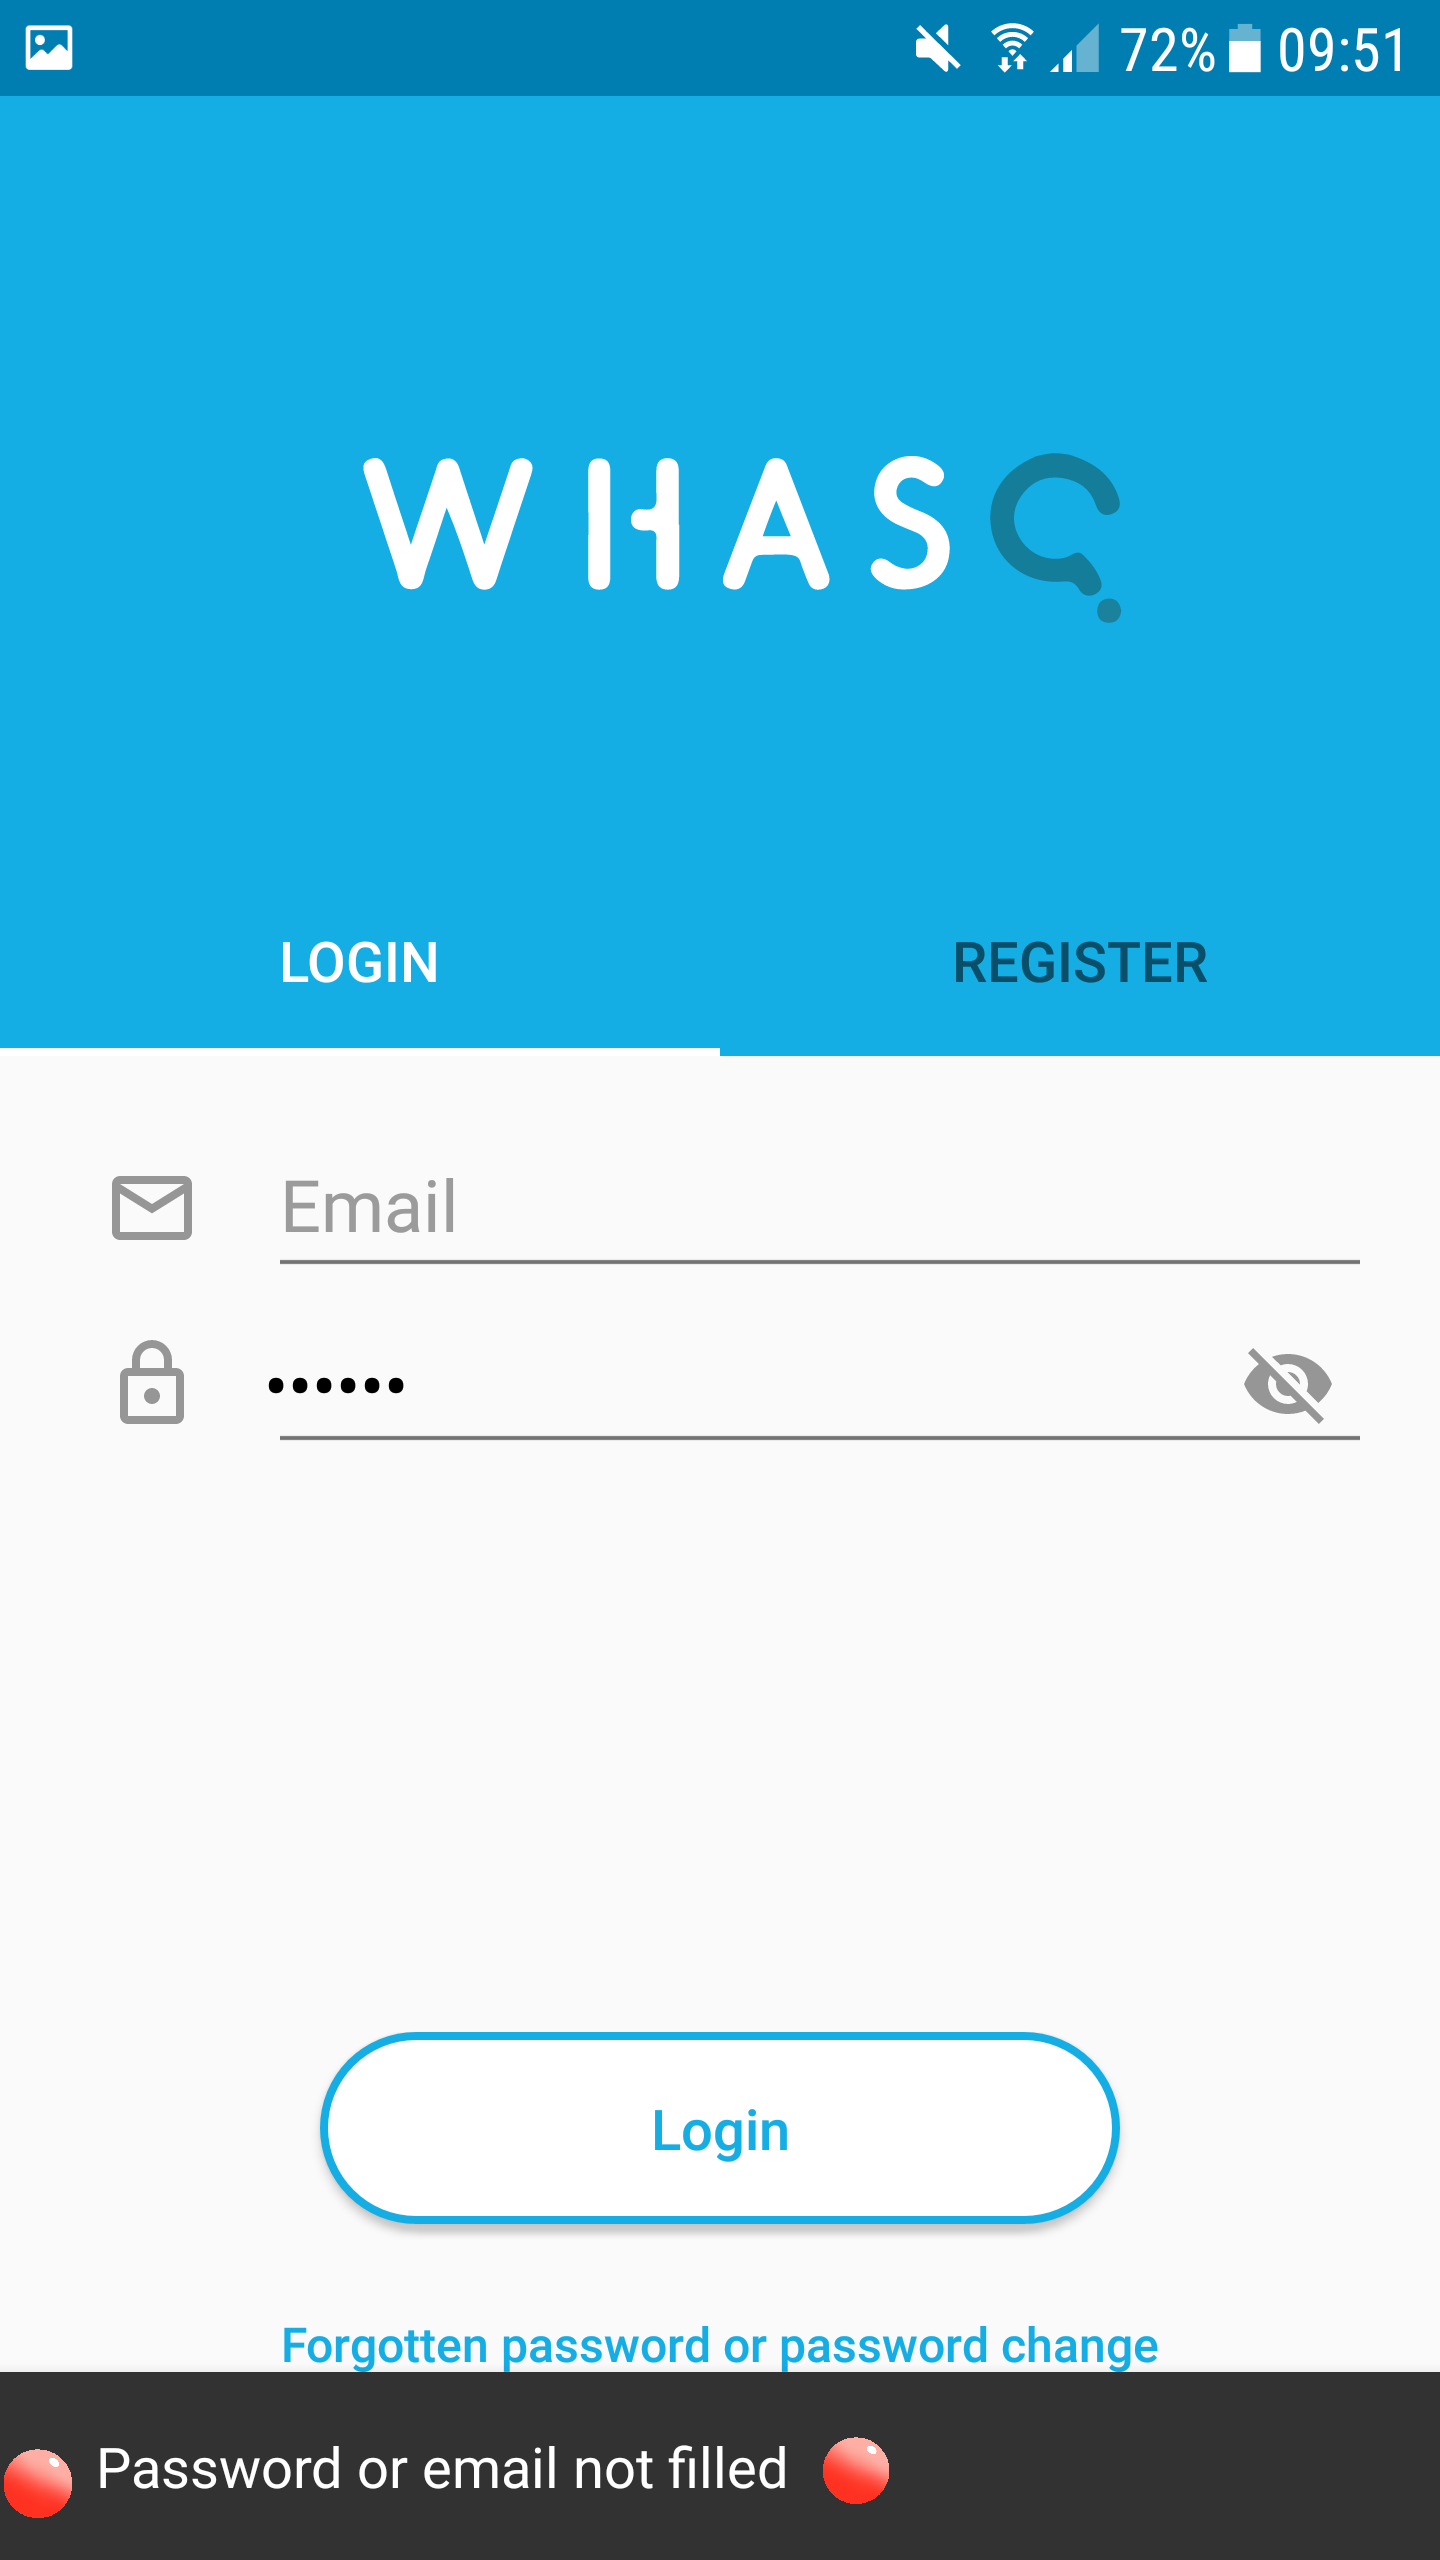 72% 09:51
WHASQ
LOGIN REGISTER
Email
••••••
Login
Forgotten password or password change
Password or email not filled